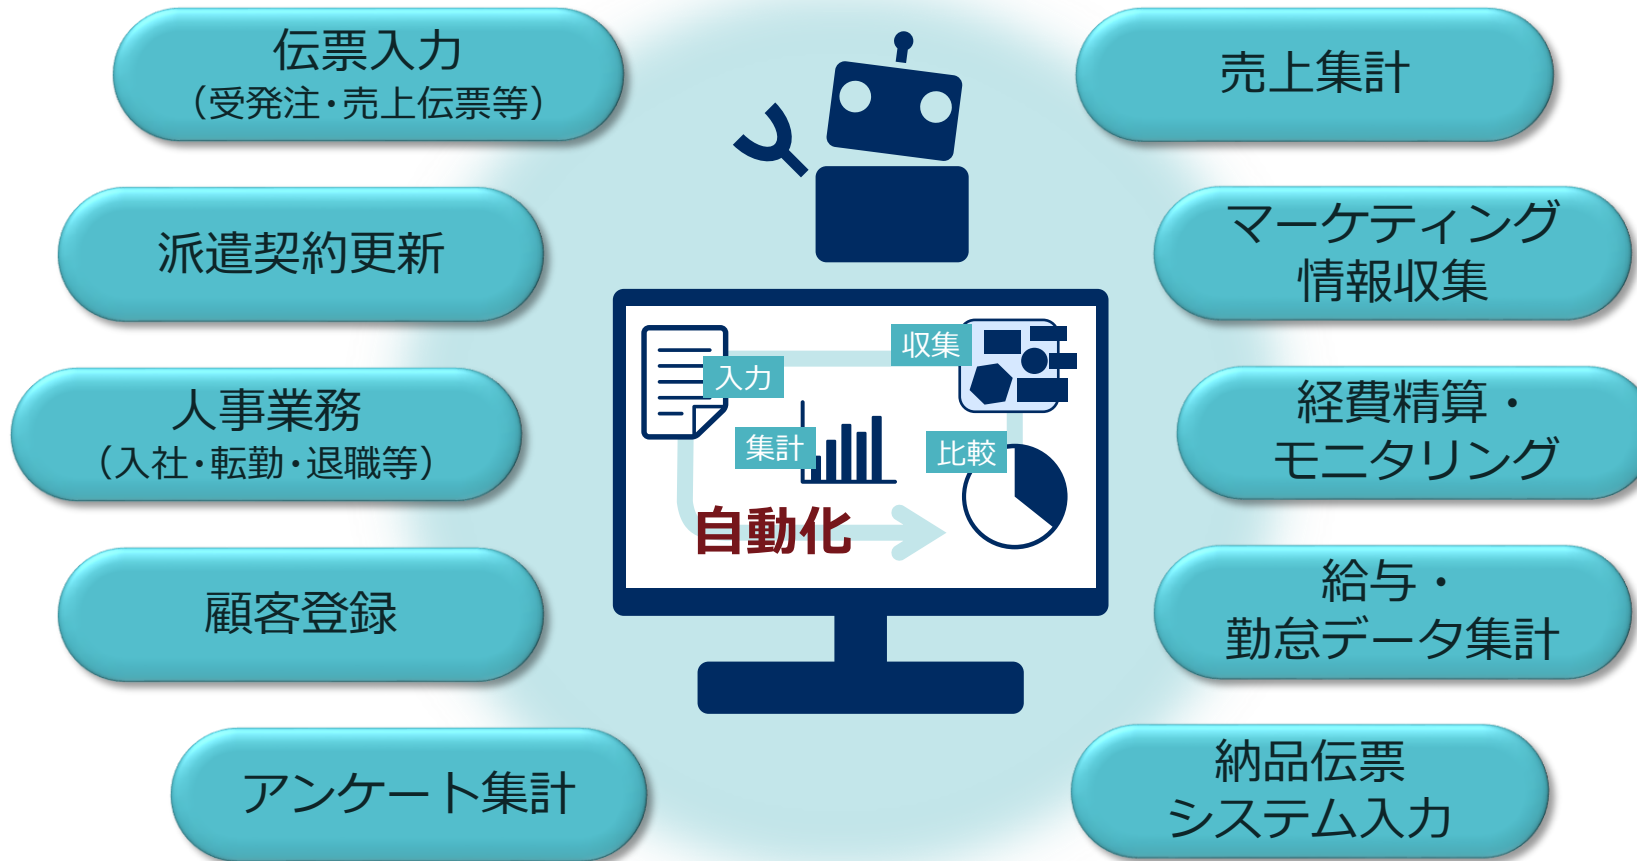 伝票入力
（受発注・売上伝票等）
派遣契約更新
人事業務
（入社・転勤・退職等）
顧客登録
アンケート集計
収集
入力
集計
比較
自動化
売上集計
マーケティング
情報収集
経費精算・
モニタリング
給与・
勤怠データ集計
納品伝票
システム入力